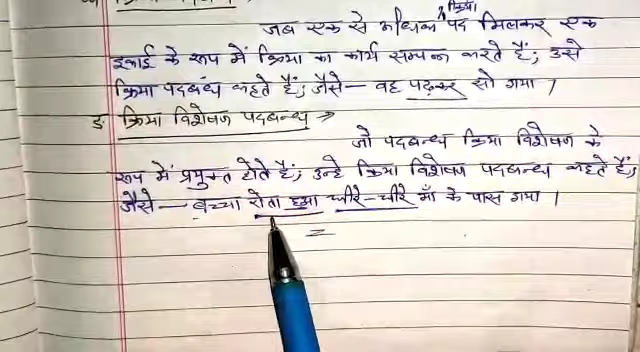 क्रिया
जब एक से अधिक पद मिलकर एक
इकाई के रूप में क्रिया का कार्य सम्पन्न करते हैं; उसे
क्रिया पदबंध कहते हैं; जैसे— वह पढ़कर सो गया ।
ङ. क्रिया विशेषण पदबन्ध →
जो पदबन्ध क्रिया विशेषण के
रूप में प्रयुक्त होते हैं; उन्हे क्रिया विशेषण पदबन्ध कहते हैं;
जैसे — बच्चा रोता हुआ धीरे-धीरे माँ के पास गया ।